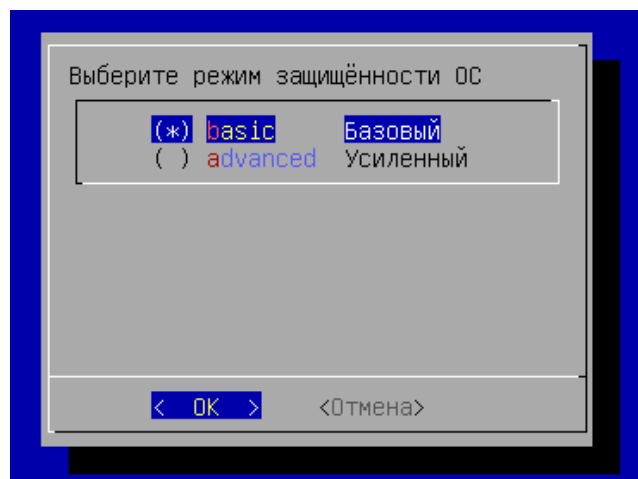 Выберите режим защищённости ОС
(*) basic Базовый
( ) advanced Усиленный
< OK > <Отмена>